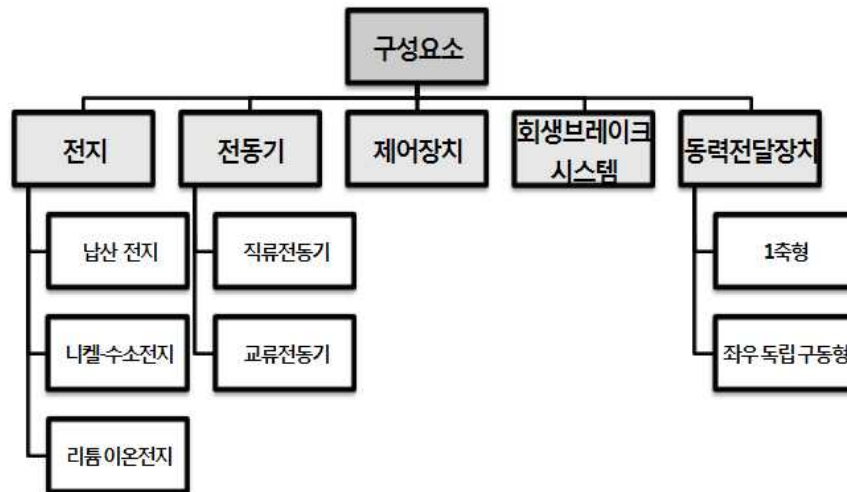 구성요소
전지
전동기
제어장치
회생브레이크
시스템
동력전달장치
납산 전지
직류전동기
1축형
니켈-수소전지
교류전동기
좌우 독립 구동형
리튬 이온전지